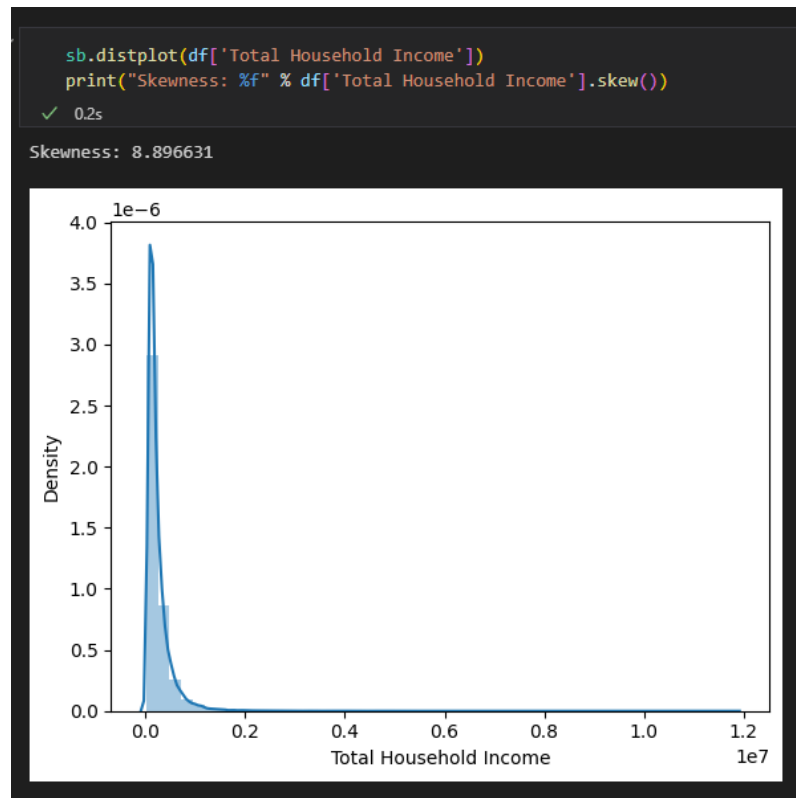 sb.distplot(df['Total Household Income'])
print("Skewness: %f" % df['Total Household Income'].skew())
✓ 0.2s
Skewness: 8.896631
1e−6
4.0
3.5
3.0
2.5
2.0
1.5
1.0
0.5
0.0
Density
0.0 0.2 0.4 0.6 0.8 1.0 1.2
Total Household Income
1e7